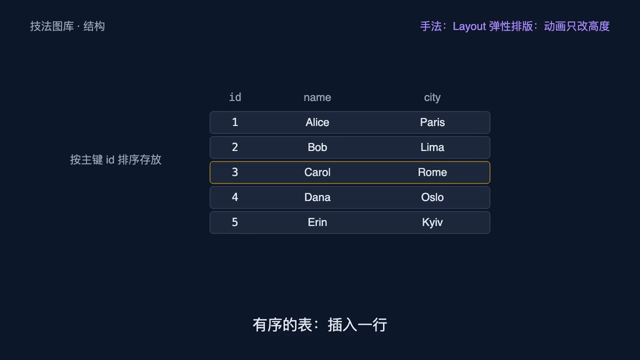 技法图库 · 结构
手法：Layout 弹性排版：动画只改高度
id name city
1 Alice Paris
2 Bob Lima
按主键 id 排序存放
3 Carol Rome
4 Dana Oslo
5 Erin Kyiv
有序的表：插入一行